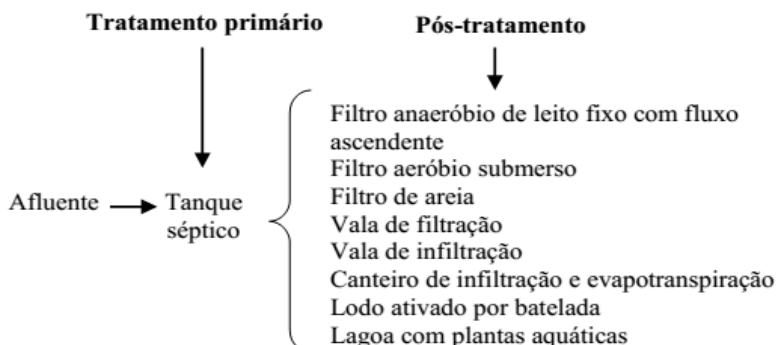 Tratamento primário
Pós-tratamento
Afluente
Tanque
séptico
Filtro anaeróbio de leito fixo com fluxo
ascendente
Filtro aeróbio submerso
Filtro de areia
Vala de filtração
Vala de infiltração
Canteiro de infiltração e evapotranspiração
Lodo ativado por batelada
Lagoa com plantas aquáticas